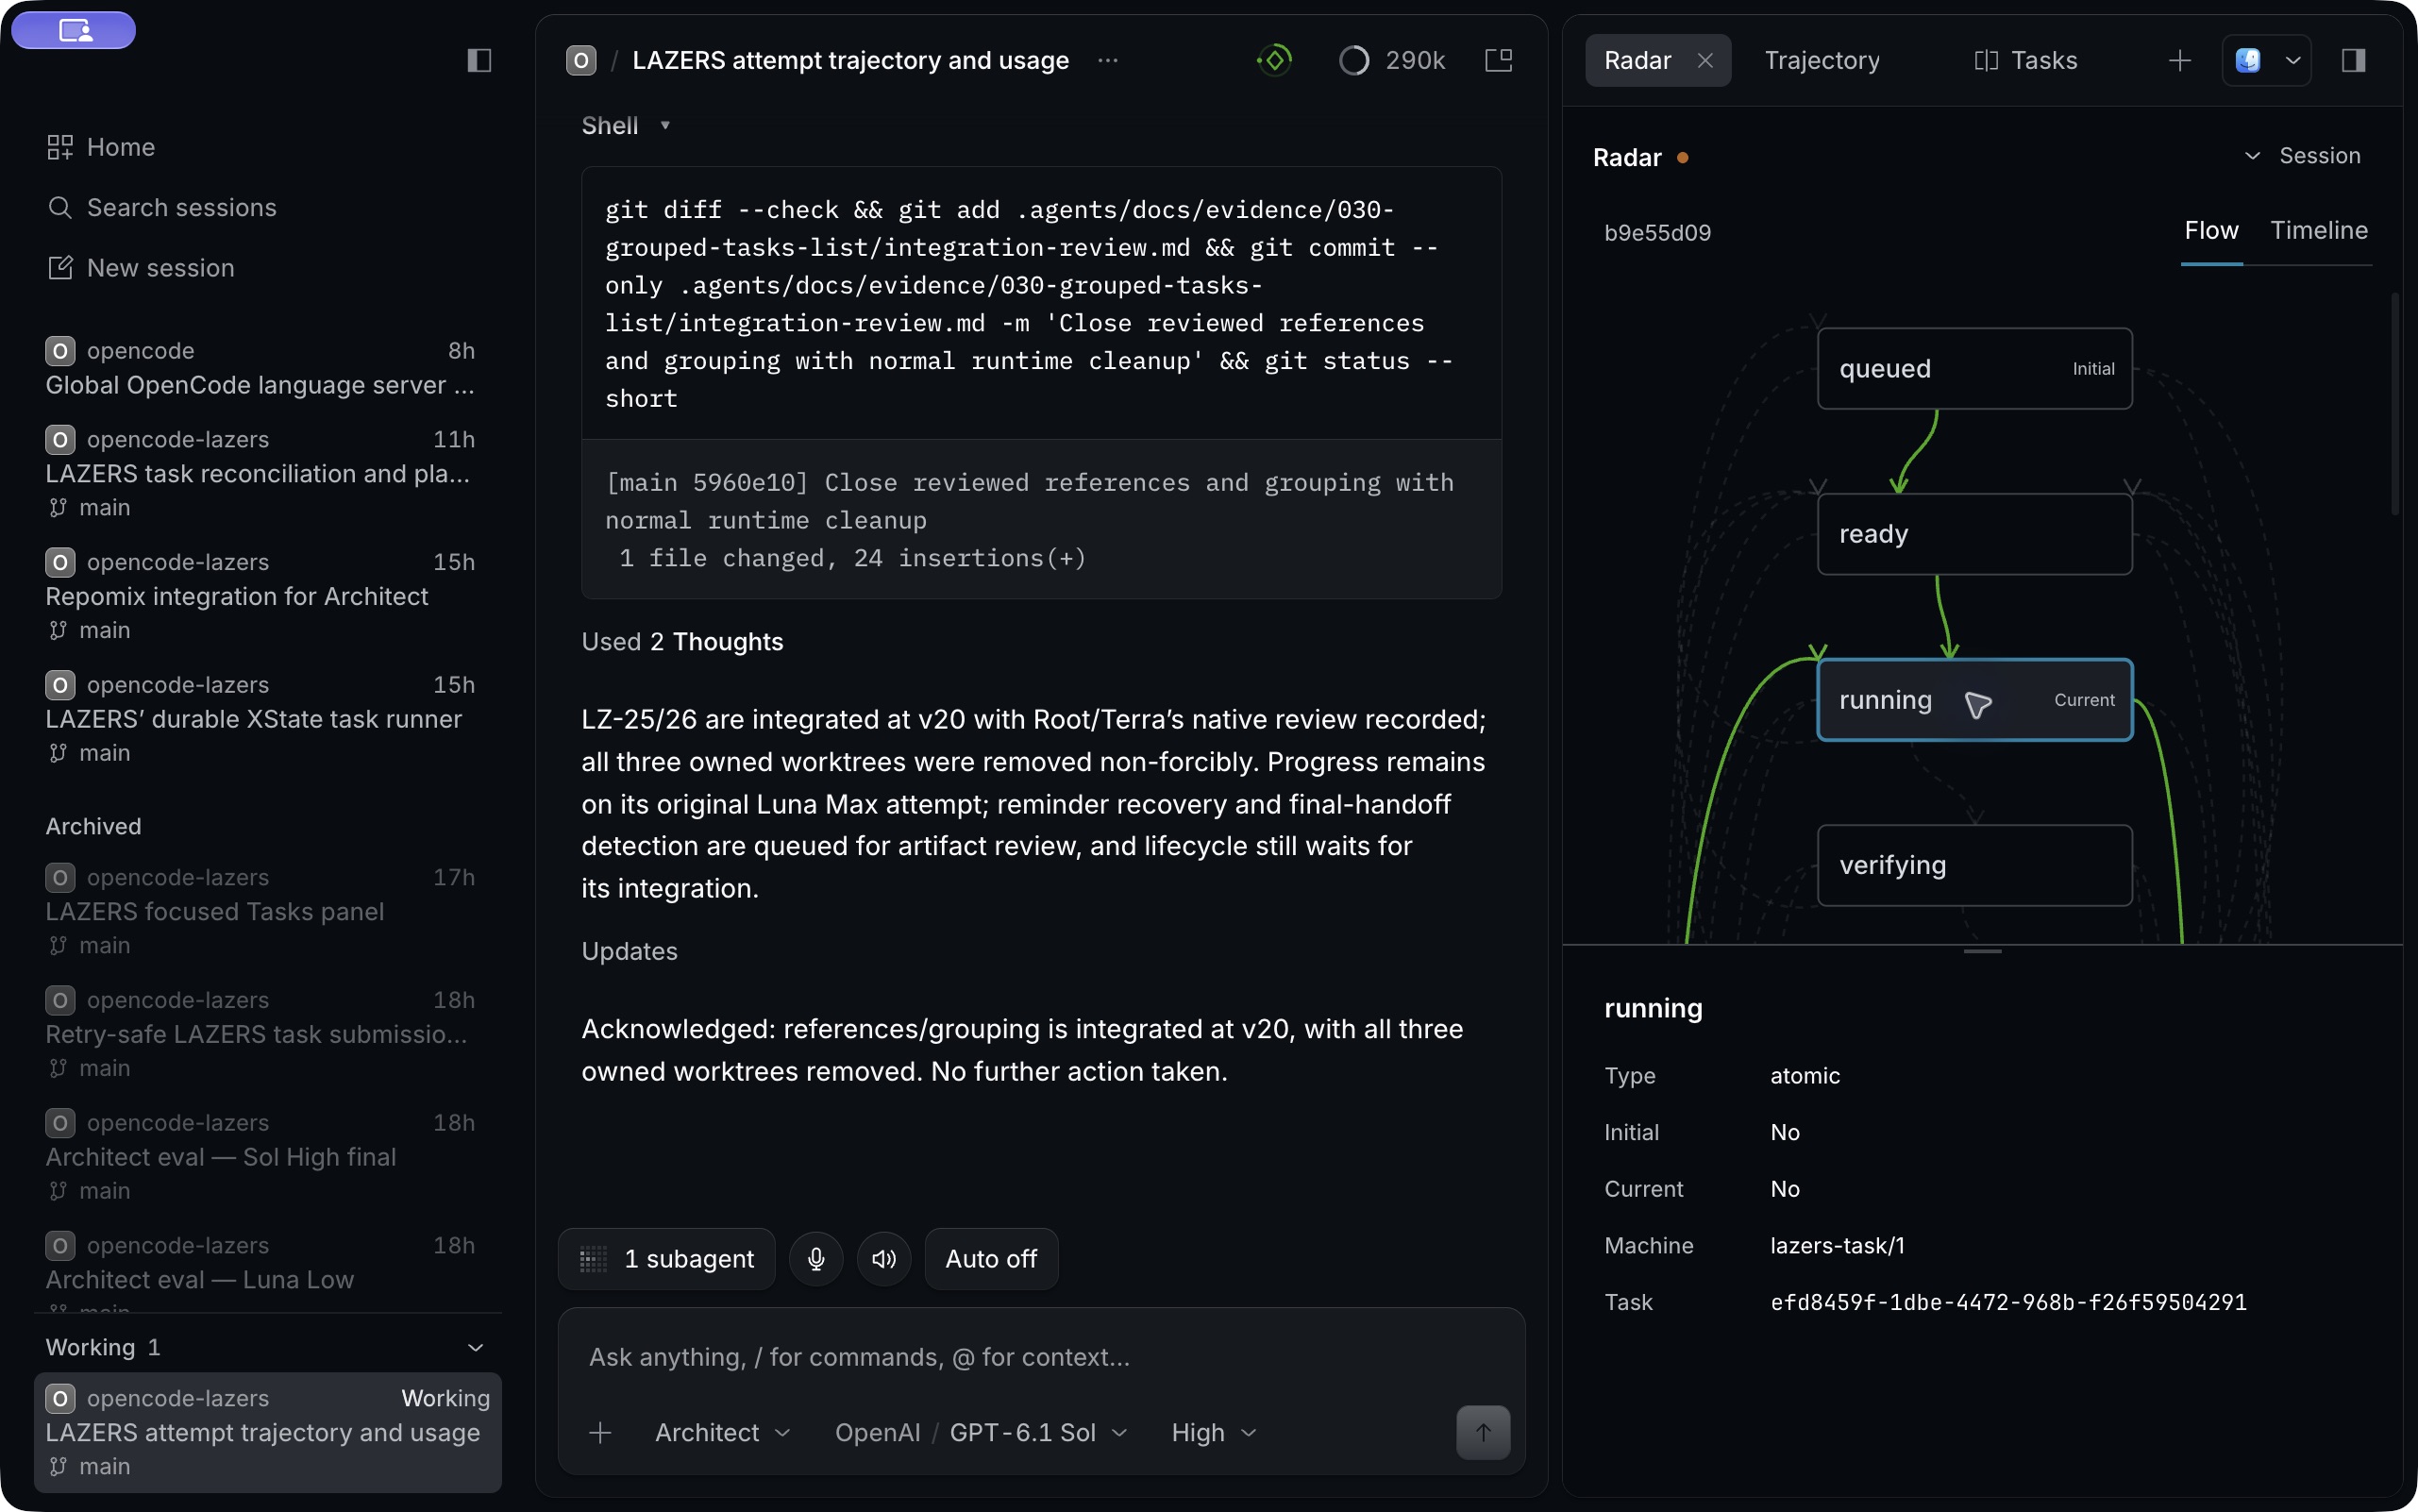 Home
Search sessions
New session
O opencode 8h
Global OpenCode language server ...
O opencode-lazers 11h
LAZERS task reconciliation and pla...
main
O opencode-lazers 15h
Repomix integration for Architect
main
O opencode-lazers 15h
LAZERS’ durable XState task runner
main
Archived
O opencode-lazers 17h
LAZERS focused Tasks panel
main
O opencode-lazers 18h
Retry-safe LAZERS task submissio...
main
O opencode-lazers 18h
Architect eval — Sol High final
main
O opencode-lazers 18h
Architect eval — Luna Low
main
Working 1
O opencode-lazers Working
LAZERS attempt trajectory and usage
main
O / LAZERS attempt trajectory and usage ... 290k
Shell
git diff --check && git add .agents/docs/evidence/030-
grouped-tasks-list/integration-review.md && git commit --
only .agents/docs/evidence/030-grouped-tasks-
list/integration-review.md -m 'Close reviewed references
and grouping with normal runtime cleanup' && git status --
short
[main 5960e10] Close reviewed references and grouping with
normal runtime cleanup
1 file changed, 24 insertions(+)
Used 2 Thoughts
LZ-25/26 are integrated at v20 with Root/Terra’s native review recorded;
all three owned worktrees were removed non-forcibly. Progress remains
on its original Luna Max attempt; reminder recovery and final-handoff
detection are queued for artifact review, and lifecycle still waits for
its integration.
Updates
Acknowledged: references/grouping is integrated at v20, with all three
owned worktrees removed. No further action taken.
1 subagent
Auto off
Ask anything, / for commands, @ for context...
Architect OpenAI / GPT-6.1 Sol High
Radar Trajectory Tasks
Radar Session
b9e55d09 Flow Timeline
queued Initial
ready
running Current
verifying
running
Type atomic
Initial No
Current No
Machine lazers-task/1
Task efd8459f-1dbe-4472-968b-f26f59504291